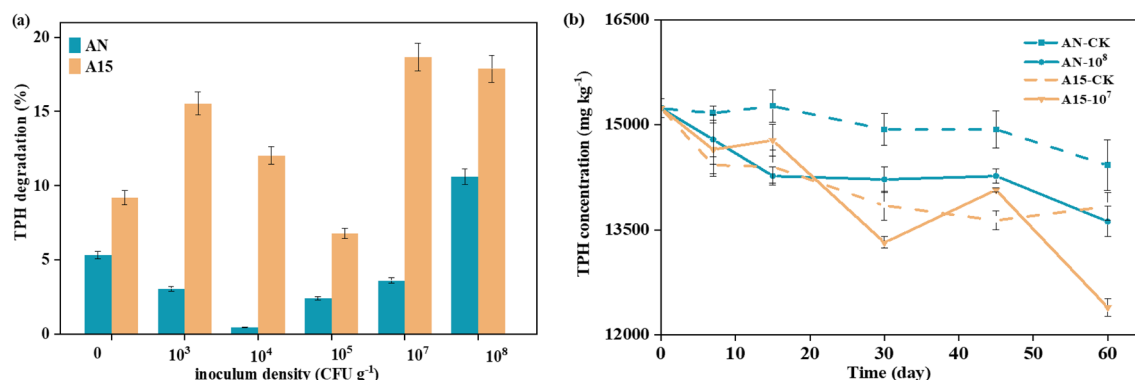 (a)
AN
A15
TPH degradation (%)
20
15
10
5
0
0 10³ 10⁴ 10⁵ 10⁷ 10⁸
inoculum density (CFU g⁻¹)
(b)
AN-CK
AN-10⁸
A15-CK
A15-10⁷
TPH concentration (mg kg⁻¹)
16500
15000
13500
12000
0 10 20 30 40 50 60
Time (day)